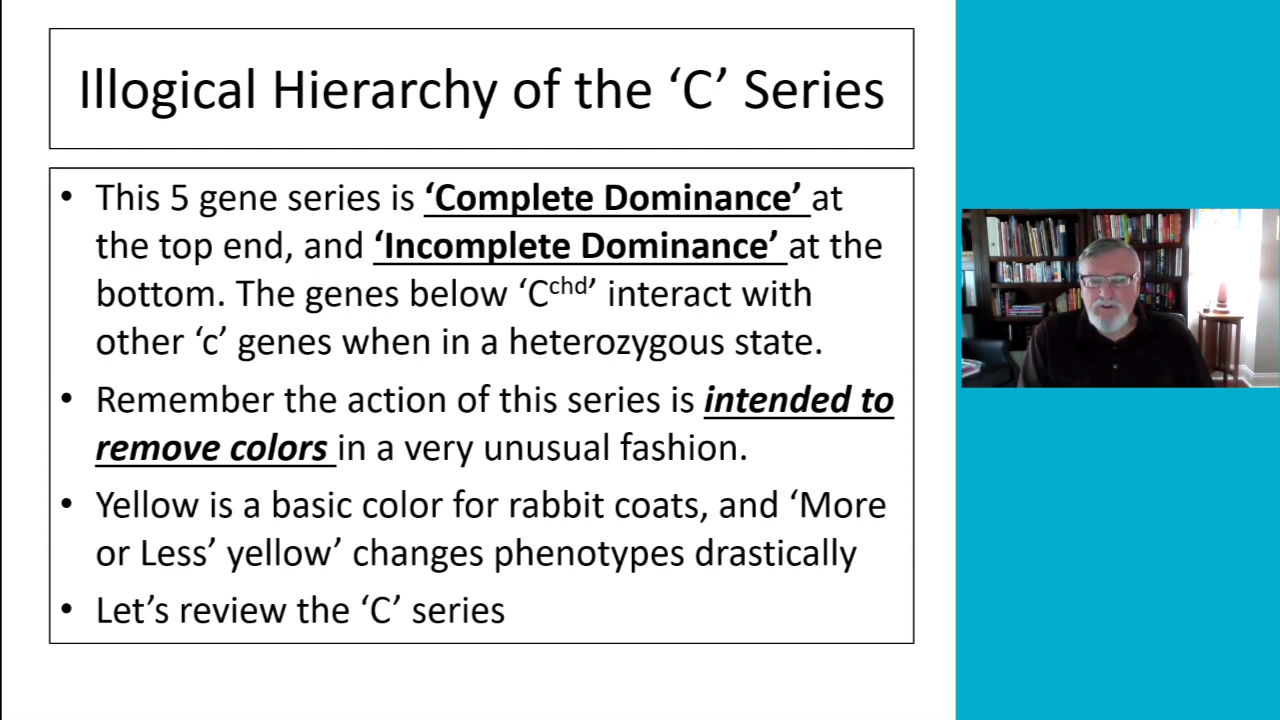 Illogical Hierarchy of the ‘C’ Series
• This 5 gene series is ‘Complete Dominance’ at
the top end, and ‘Incomplete Dominance’ at the
bottom. The genes below ‘Cchd’ interact with
other ‘c’ genes when in a heterozygous state.
• Remember the action of this series is intended to
remove colors in a very unusual fashion.
• Yellow is a basic color for rabbit coats, and ‘More
or Less’ yellow’ changes phenotypes drastically
• Let’s review the ‘C’ series